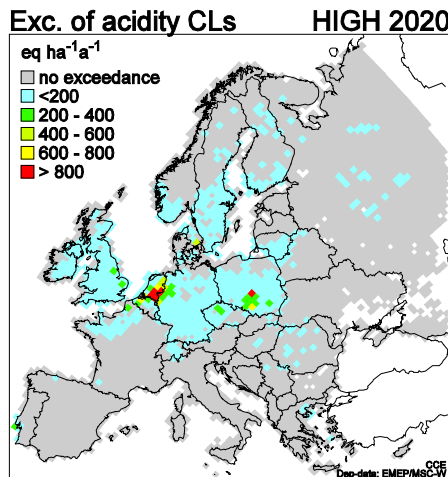 Exc. of acidity CLs HIGH 2020
eq ha⁻¹a⁻¹
no exceedance
<200
200 - 400
400 - 600
600 - 800
> 800
CCE
Dep-data: EMEP/MSC-W